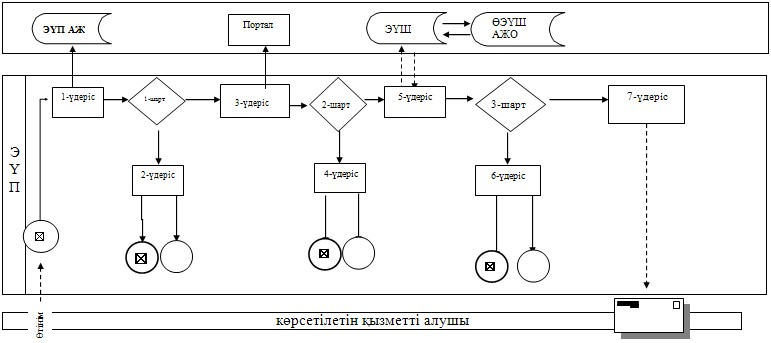 ЭҮП АЖ
Портал
ЭҮШ
ӨЭҮШ
АЖО
1-үдеріс
1-шарт
3-үдеріс
2-шарт
5-үдеріс
3-шарт
7-үдеріс
ЭҮП
2-үдеріс
4-үдеріс
6-үдеріс
Өтініш
көрсетілетін қызметті алушы